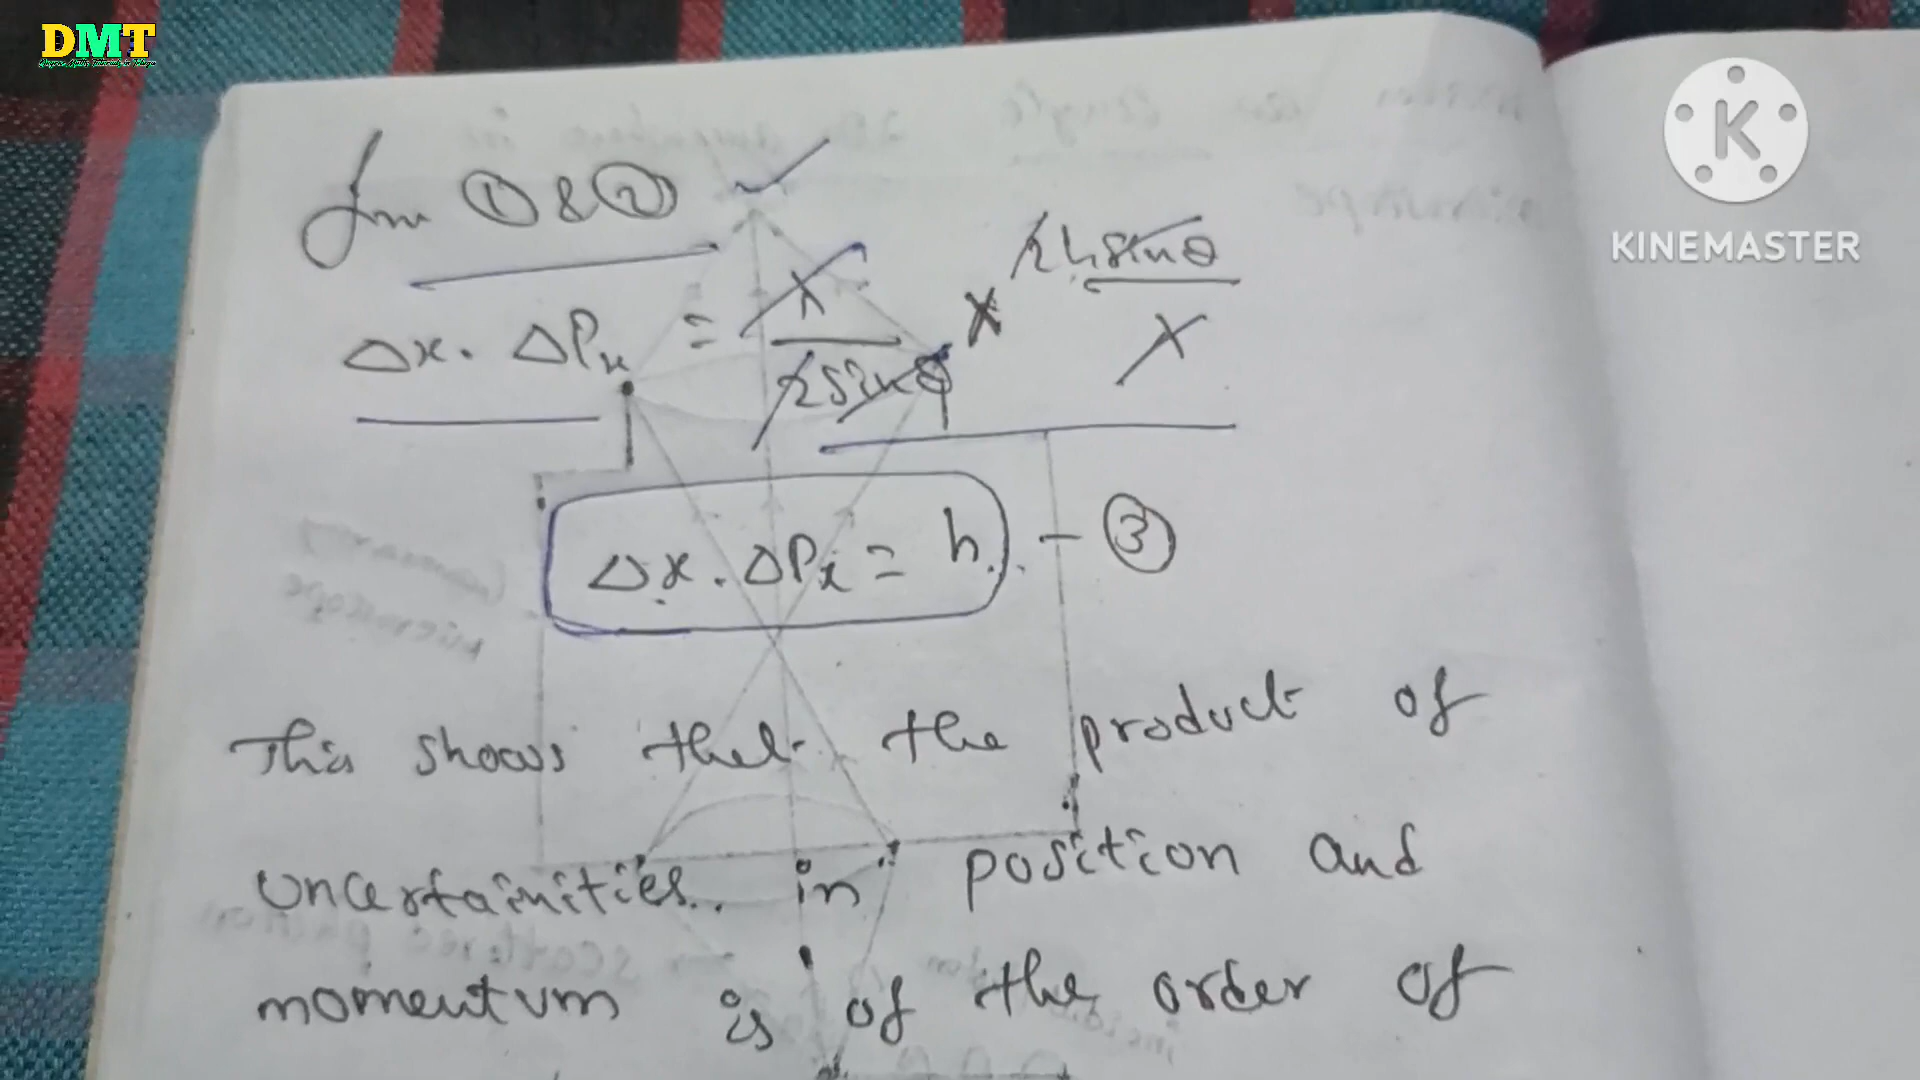 DMT
KINEMASTER
from ① & ②
Δx. ΔPx = λ / 2sinθ × 2h sinθ / λ
Δx. ΔPx = h. - ③
This shows that the product of
uncertainities. in position and
momentum is of the order of